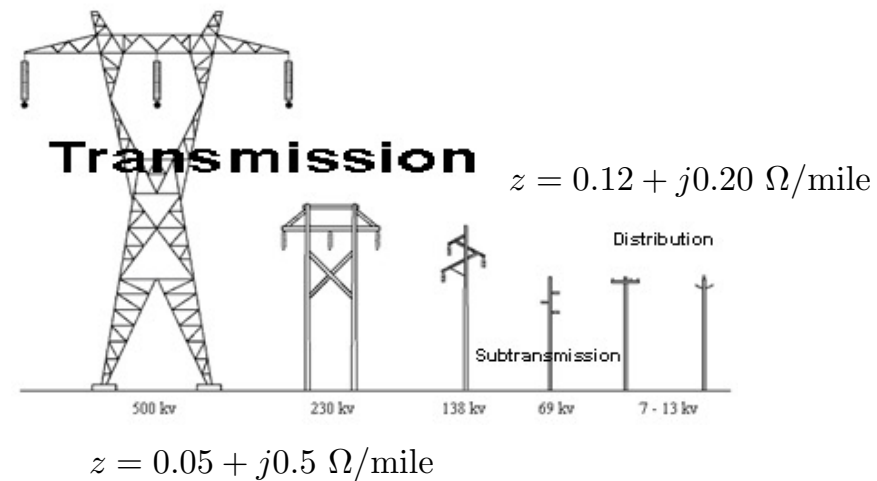 Transmission
z = 0.12 + j0.20 Ω/mile
Distribution
Subtransmission
500 kv
230 kv
138 kv
69 kv
7 - 13 kv
z = 0.05 + j0.5 Ω/mile